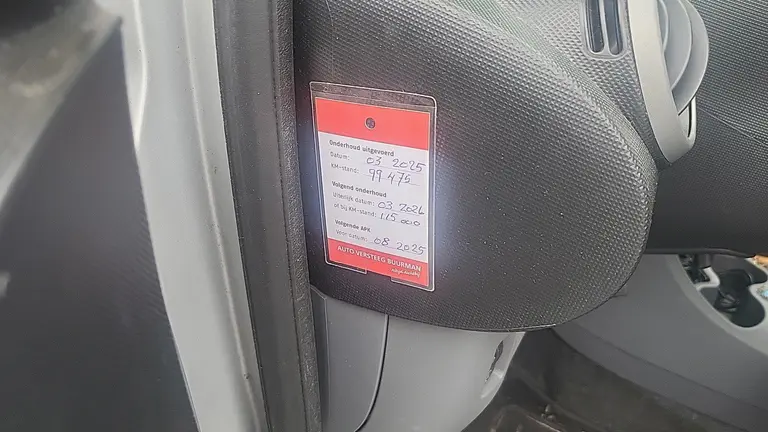 Onderhoud uitgevoerd
Datum: 03 2025
KM-stand: 99 475
Volgend onderhoud
Uiterlijk datum: 03 2026
of bij KM-stand: 115 000
Volgende APK
Voor datum: 08 2025
AUTO VERSTEEG BUURMAN